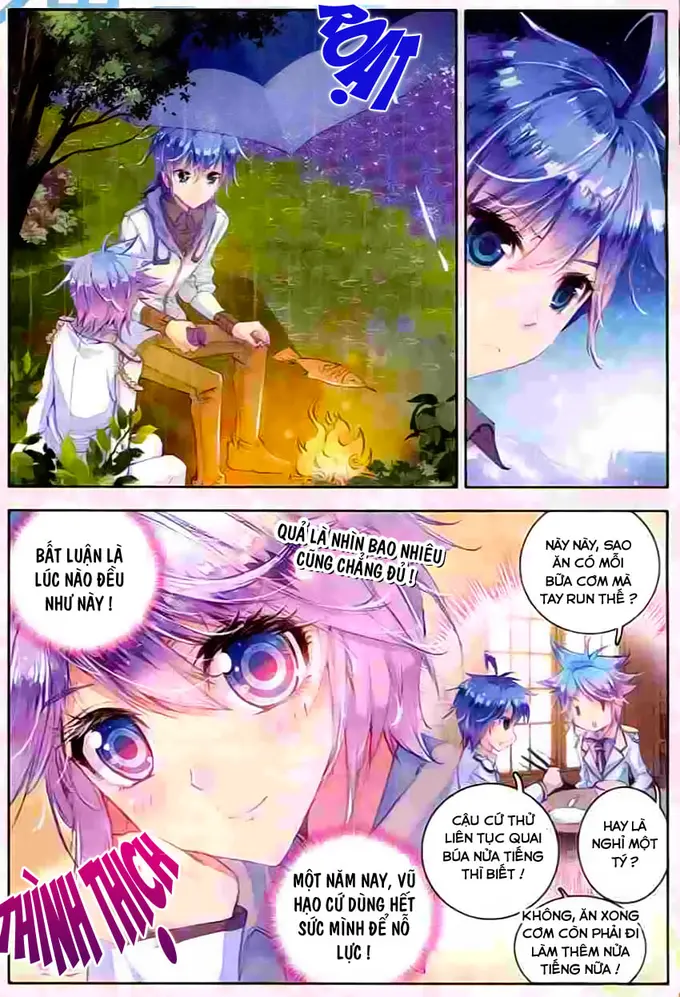 ĐOẠT
BẤT LUẬN LÀ
LÚC NÀO ĐỀU
NHƯ NÀY !
QUẢ LÀ NHÌN BAO NHIÊU
CŨNG CHẲNG ĐỦ !
NÀY NÀY, SAO
ĂN CÓ MỖI
BỮA CƠM MÀ
TAY RUN THẾ ?
CẬU CỨ THỬ
LIÊN TỤC QUAI
BÚA NỬA TIẾNG
THÌ BIẾT !
HAY LÀ
NGHỈ MỘT
TÝ ?
THÌNH THỊCH
MỘT NĂM NAY, VŨ
HẠO CỨ DÙNG HẾT
SỨC MÌNH ĐỂ NỖ
LỰC !
KHÔNG, ĂN XONG
CƠM CÒN PHẢI ĐI
LÀM THÊM NỬA
TIẾNG NỮA !